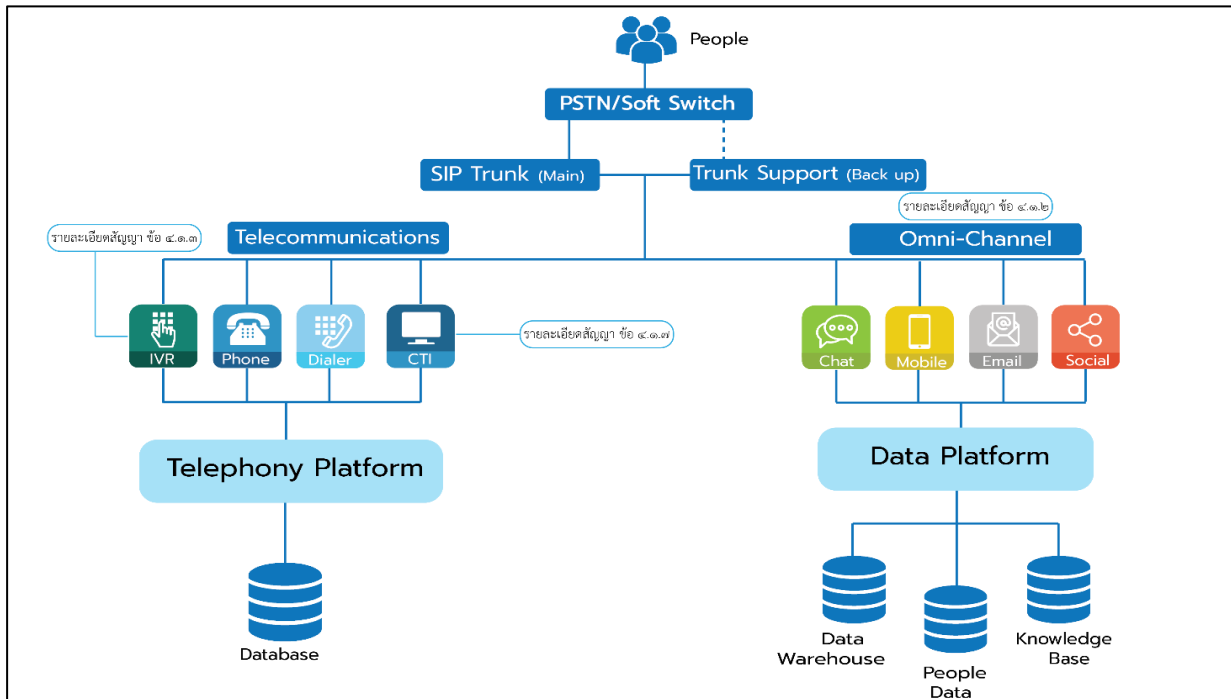 People
PSTN/Soft Switch
SIP Trunk (Main)
Trunk Support (Back up)
รายละเอียดสัญญา ข้อ ๔.๑.๒
รายละเอียดสัญญา ข้อ ๔.๑.๓
Telecommunications
Omni-Channel
IVR
Phone
Dialer
CTI
รายละเอียดสัญญา ข้อ ๔.๑.๗
Chat
Mobile
Email
Social
Telephony Platform
Data Platform
Database
Data
Warehouse
People
Data
Knowledge
Base